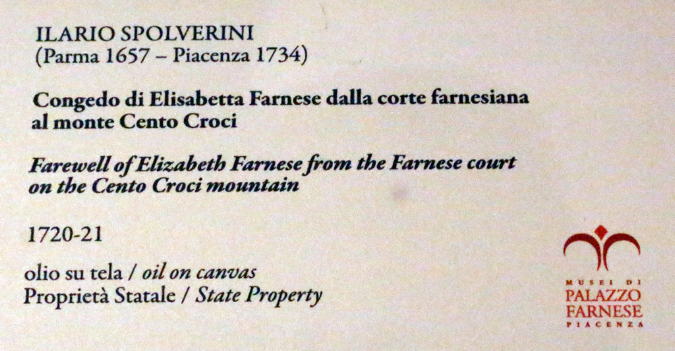 ILARIO SPOLVERINI
(Parma 1657 – Piacenza 1734)
Congedo di Elisabetta Farnese dalla corte farnesiana
al monte Cento Croci
Farewell of Elizabeth Farnese from the Farnese court
on the Cento Croci mountain
1720-21
olio su tela / oil on canvas
Proprietà Statale / State Property
MUSEI DI
PALAZZO
FARNESE
PIACENZA